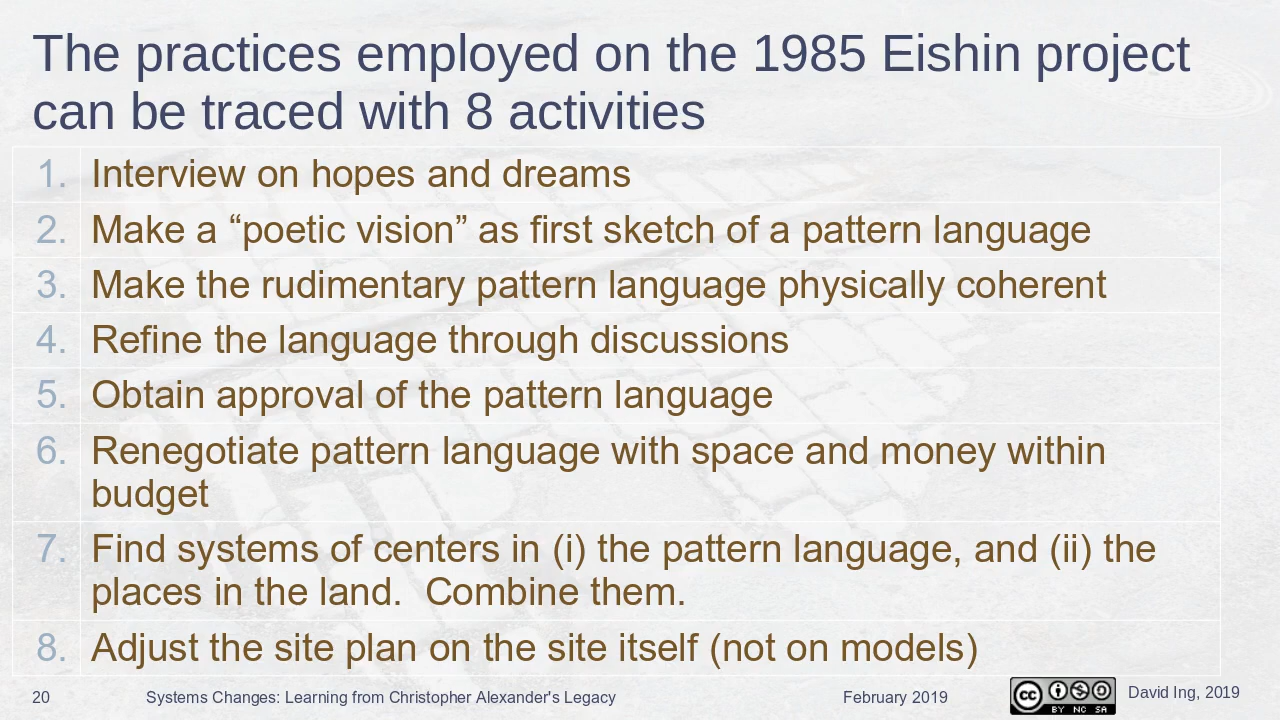 The practices employed on the 1985 Eishin project
can be traced with 8 activities
1. Interview on hopes and dreams
2. Make a “poetic vision” as first sketch of a pattern language
3. Make the rudimentary pattern language physically coherent
4. Refine the language through discussions
5. Obtain approval of the pattern language
6. Renegotiate pattern language with space and money within
budget
7. Find systems of centers in (i) the pattern language, and (ii) the
places in the land.  Combine them.
8. Adjust the site plan on the site itself (not on models)
20 Systems Changes: Learning from Christopher Alexander's Legacy February 2019 cc BY NC SA David Ing, 2019